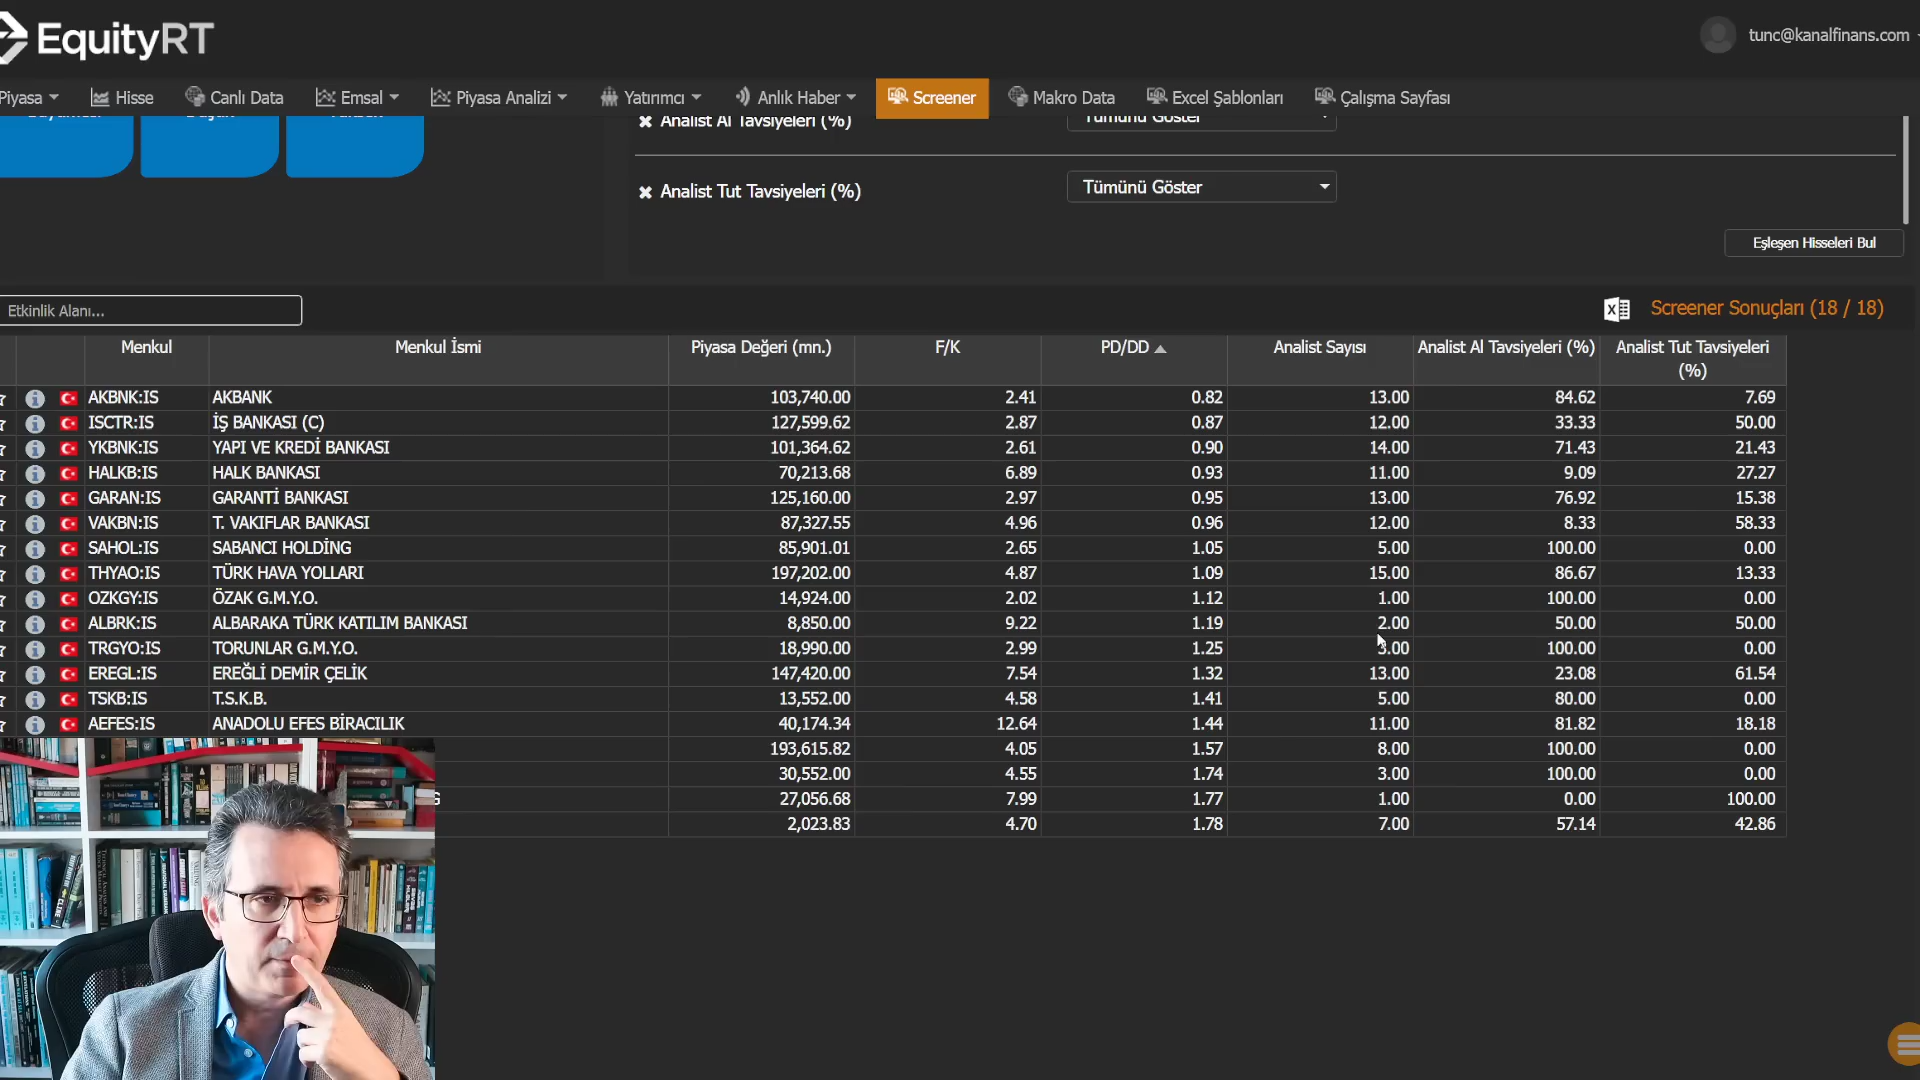 EquityRT
tunc@kanalfinans.com
Piyasa Hisse Canlı Data Emsal Piyasa Analizi Yatırımcı Anlık Haber Screener Makro Data Excel Şablonları Çalışma Sayfası
Analist Al Tavsiyeleri (%) Tümünü Göster
Analist Tut Tavsiyeleri (%) Tümünü Göster
Eşleşen Hisseleri Bul
Etkinlik Alanı... Screener Sonuçları (18 / 18)
Menkul Menkul İsmi Piyasa Değeri (mn.) F/K PD/DD Analist Sayısı Analist Al Tavsiyeleri (%) Analist Tut Tavsiyeleri (%)
AKBNK:IS AKBANK 103,740.00 2.41 0.82 13.00 84.62 7.69
ISCTR:IS İŞ BANKASI (C) 127,599.62 2.87 0.87 12.00 33.33 50.00
YKBNK:IS YAPI VE KREDİ BANKASI 101,364.62 2.61 0.90 14.00 71.43 21.43
HALKB:IS HALK BANKASI 70,213.68 6.89 0.93 11.00 9.09 27.27
GARAN:IS GARANTİ BANKASI 125,160.00 2.97 0.95 13.00 76.92 15.38
VAKBN:IS T. VAKIFLAR BANKASI 87,327.55 4.96 0.96 12.00 8.33 58.33
SAHOL:IS SABANCI HOLDİNG 85,901.01 2.65 1.05 5.00 100.00 0.00
THYAO:IS TÜRK HAVA YOLLARI 197,202.00 4.87 1.09 15.00 86.67 13.33
OZKGY:IS ÖZAK G.M.Y.O. 14,924.00 2.02 1.12 1.00 100.00 0.00
ALBRK:IS ALBARAKA TÜRK KATILIM BANKASI 8,850.00 9.22 1.19 2.00 50.00 50.00
TRGYO:IS TORUNLAR G.M.Y.O. 18,990.00 2.99 1.25 3.00 100.00 0.00
EREGL:IS EREĞLİ DEMİR ÇELİK 147,420.00 7.54 1.32 13.00 23.08 61.54
TSKB:IS T.S.K.B. 13,552.00 4.58 1.41 5.00 80.00 0.00
AEFES:IS ANADOLU EFES BİRACILIK 40,174.34 12.64 1.44 11.00 81.82 18.18
193,615.82 4.05 1.57 8.00 100.00 0.00
30,552.00 4.55 1.74 3.00 100.00 0.00
G 27,056.68 7.99 1.77 1.00 0.00 100.00
2,023.83 4.70 1.78 7.00 57.14 42.86